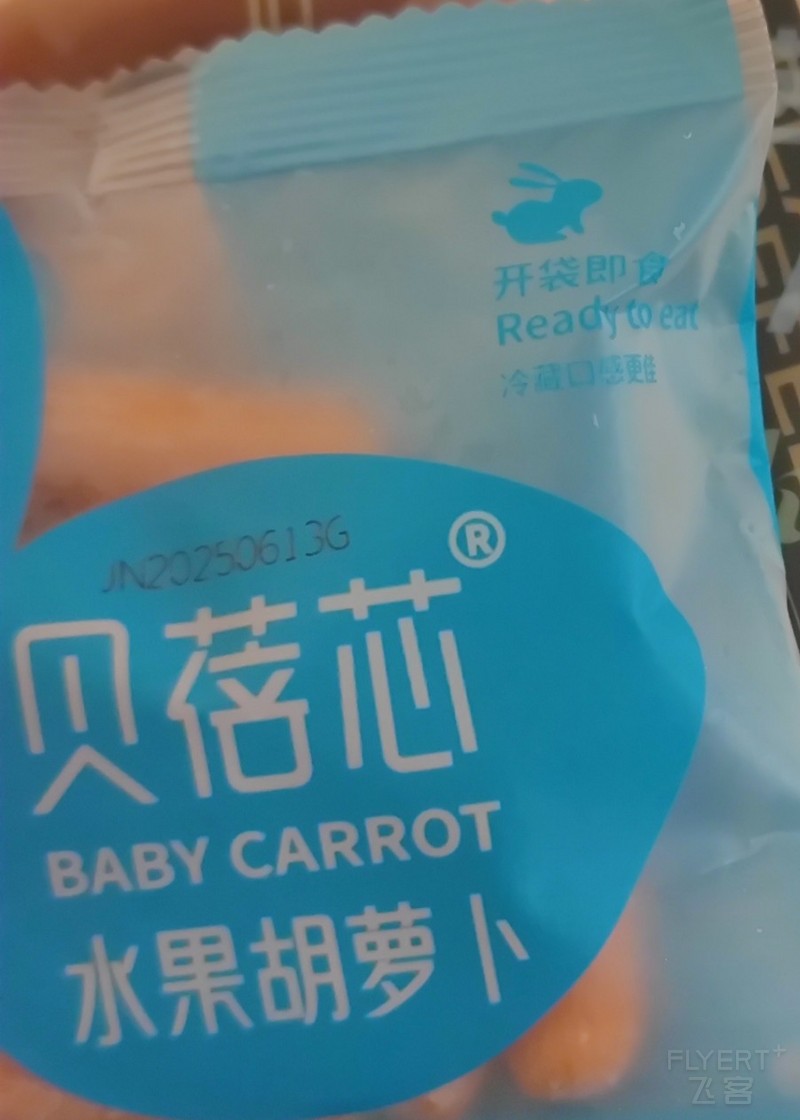 开袋即食
Ready to eat
冷藏口感更雅
JN20250613G
贝蓓芯®
BABY CARROT
水果胡萝卜
FLYERT+
飞客